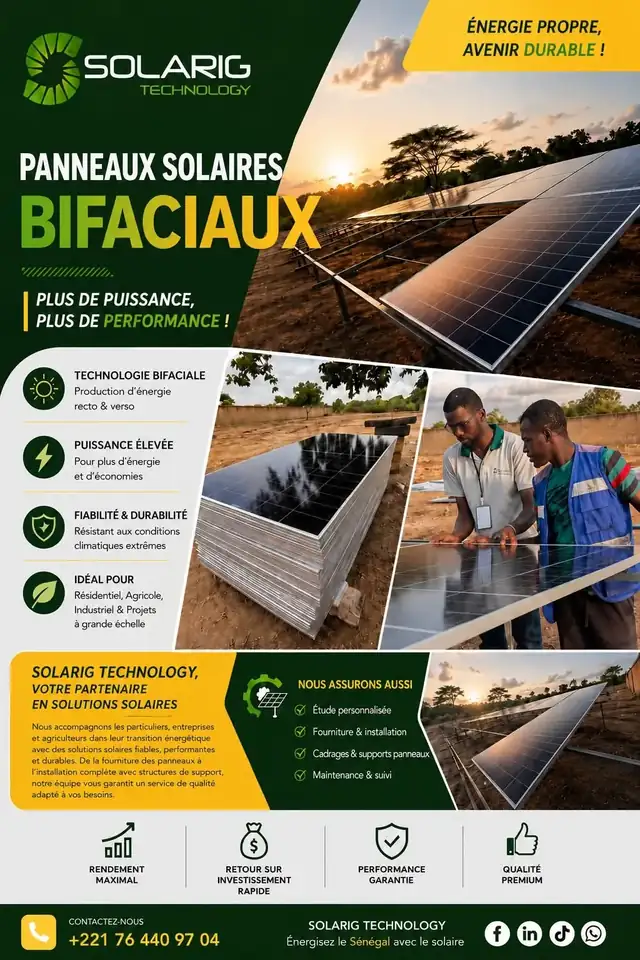 SOLARIG
TECHNOLOGY
ÉNERGIE PROPRE,
AVENIR DURABLE !
PANNEAUX SOLAIRES
BIFACIAUX
PLUS DE PUISSANCE,
PLUS DE PERFORMANCE !
TECHNOLOGIE BIFACIALE
Production d'énergie
recto & verso
PUISSANCE ÉLEVÉE
Pour plus d'énergie
et d'économies
FIABILITÉ & DURABILITÉ
Résistant aux conditions
climatiques extrêmes
IDÉAL POUR
Résidentiel, Agricole,
Industriel & Projets
à grande échelle
SOLARIG TECHNOLOGY,
VOTRE PARTENAIRE
EN SOLUTIONS SOLAIRES
Nous accompagnons les particuliers, entreprises
et agriculteurs dans leur transition énergétique
avec des solutions solaires fiables, performantes
et durables. De la fourniture des panneaux à
l'installation complète avec structures de support,
notre équipe vous garantit un service de qualité
adapté à vos besoins.
NOUS ASSURONS AUSSI
Étude personnalisée
Fourniture & installation
Cadrages & supports panneaux
Maintenance & suivi
RENDEMENT
MAXIMAL
$
RETOUR SUR
INVESTISSEMENT
RAPIDE
PERFORMANCE
GARANTIE
QUALITÉ
PREMIUM
CONTACTEZ-NOUS
+221 76 440 97 04
SOLARIG TECHNOLOGY
Énergisez le Sénégal avec le solaire